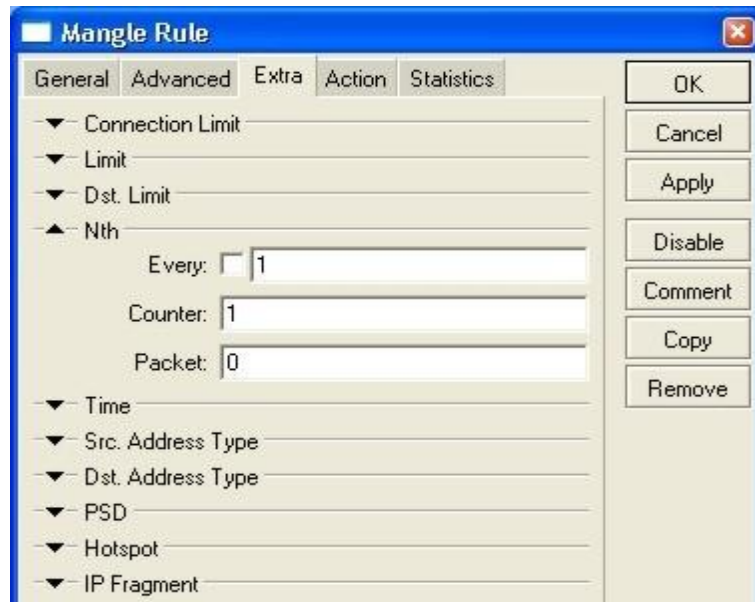 Mangle Rule
General Advanced Extra Action Statistics
Connection Limit
Limit
Dst. Limit
Nth
Every: 1
Counter: 1
Packet: 0
Time
Src. Address Type
Dst. Address Type
PSD
Hotspot
IP Fragment
OK
Cancel
Apply
Disable
Comment
Copy
Remove